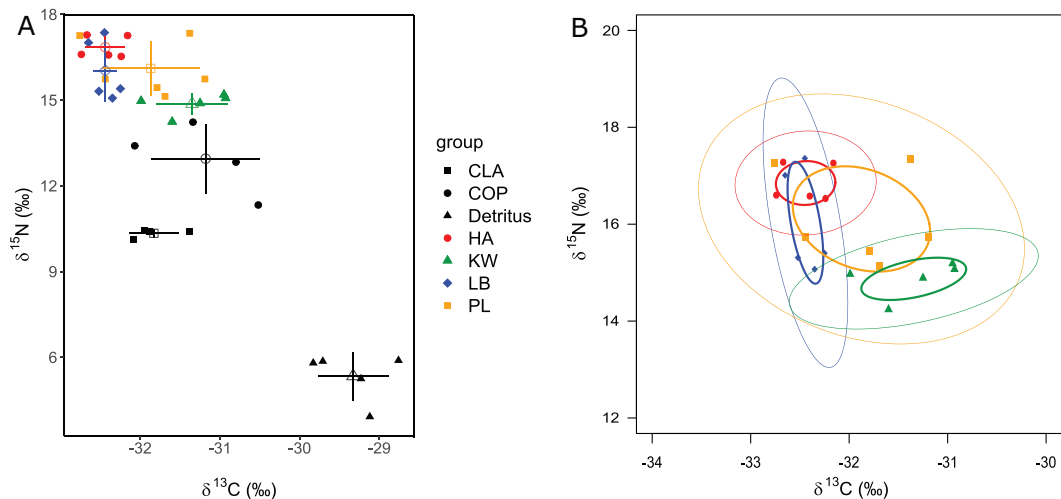 A
18
15
12
9
6
δ¹⁵N (‰)
-32 -31 -30 -29
δ¹³C (‰)
group
CLA
COP
Detritus
HA
KW
LB
PL
B
20
18
16
14
12
δ¹⁵N (‰)
-34 -33 -31 -31 -30
δ¹³C (‰)